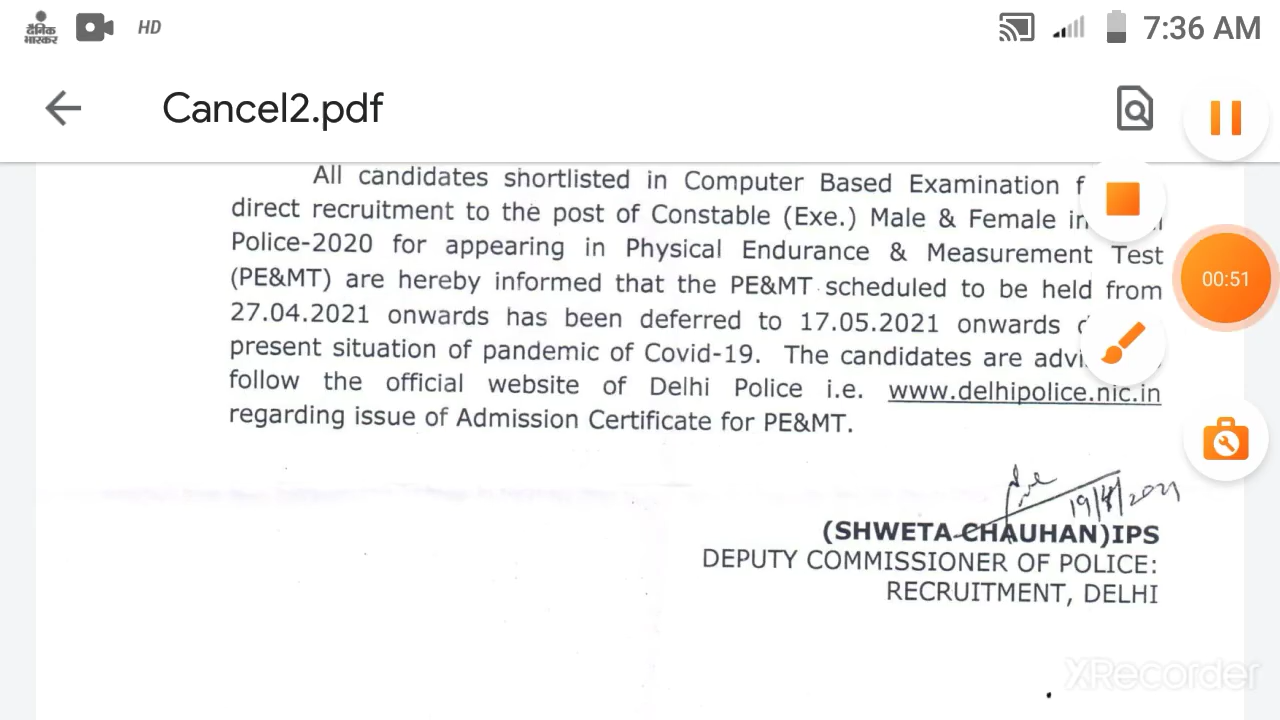 दैनिक
भास्कर
HD
7:36 AM
Cancel2.pdf
All candidates shortlisted in Computer Based Examination f
direct recruitment to the post of Constable (Exe.) Male & Female in
Police-2020 for appearing in Physical Endurance & Measurement Test
(PE&MT) are hereby informed that the PE&MT scheduled to be held from
27.04.2021 onwards has been deferred to 17.05.2021 onwards d
present situation of pandemic of Covid-19. The candidates are advi
follow the official website of Delhi Police i.e. www.delhipolice.nic.in
regarding issue of Admission Certificate for PE&MT.
00:51
19/4/2021
(SHWETA CHAUHAN)IPS
DEPUTY COMMISSIONER OF POLICE:
RECRUITMENT, DELHI
XRecorder